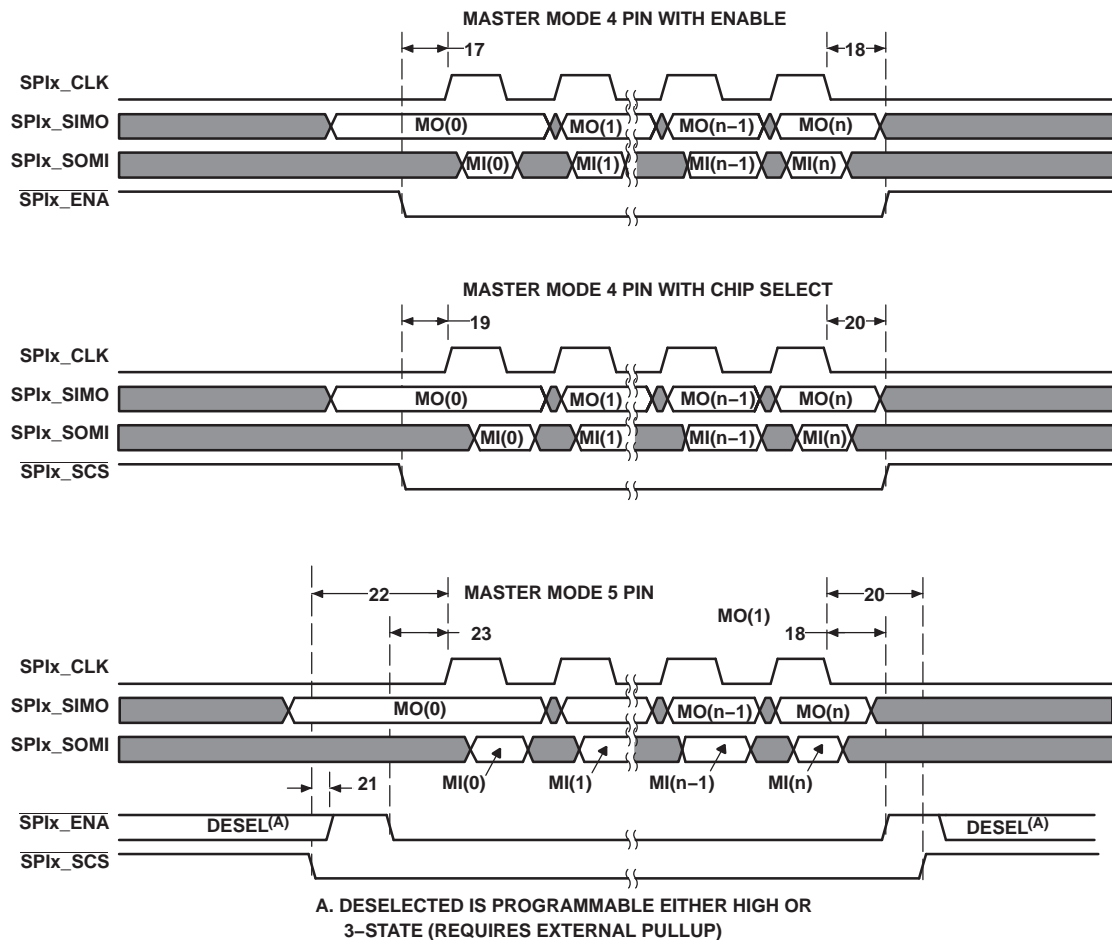 MASTER MODE 4 PIN WITH ENABLE
17 18
SPIx_CLK
SPIx_SIMO MO(0) MO(1) MO(n−1) MO(n)
SPIx_SOMI MI(0) MI(1) MI(n−1) MI(n)
SPIx_ENA
MASTER MODE 4 PIN WITH CHIP SELECT
19 20
SPIx_CLK
SPIx_SIMO MO(0) MO(1) MO(n−1) MO(n)
SPIx_SOMI MI(0) MI(1) MI(n−1) MI(n)
SPIx_SCS
22 MASTER MODE 5 PIN 20
MO(1)
23 18
SPIx_CLK
SPIx_SIMO MO(0) MO(n−1) MO(n)
SPIx_SOMI
21 MI(0) MI(1) MI(n−1) MI(n)
SPIx_ENA DESEL(A) DESEL(A)
SPIx_SCS
A. DESELECTED IS PROGRAMMABLE EITHER HIGH OR
3−STATE (REQUIRES EXTERNAL PULLUP)